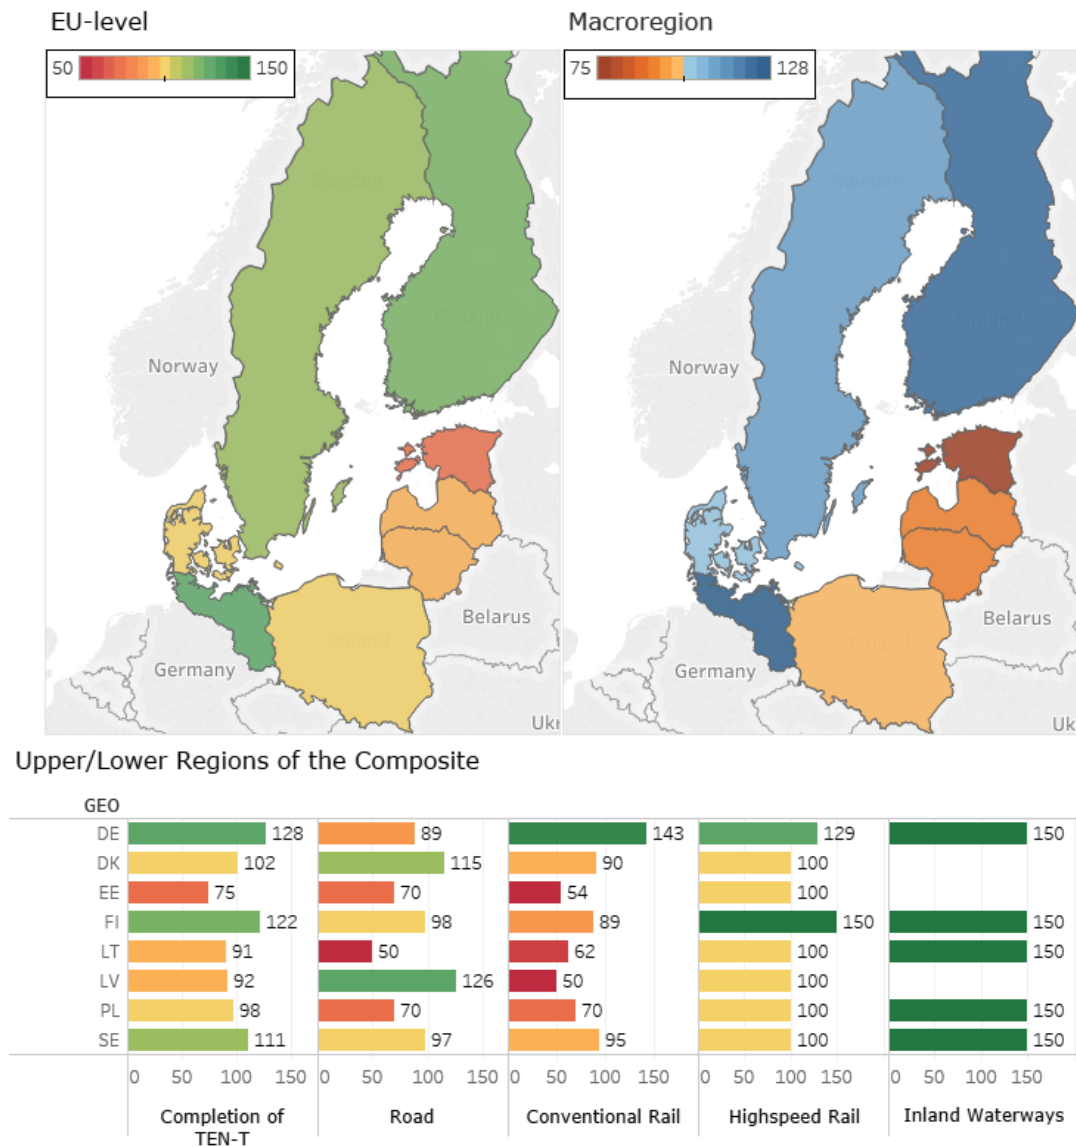 EU-level
Macroregion
50
150
75
128
Sweden
Sweden
Finland
Finland
Norway
Norway
Belarus
Belarus
Poland
Poland
Germany
Germany
Ukr
Uk
Upper/Lower Regions of the Composite
GEO
DE 128 89 143 129 150
DK 102 115 90 100
EE 75 70 54 100
FI 122 98 89 150 150
LT 91 50 62 100 150
LV 92 126 50 100
PL 98 70 70 100 150
SE 111 97 95 100 150
0 50 100 150 0 50 100 150 0 50 100 150 0 50 100 150 0 50 100 150
Completion of Road Conventional Rail Highspeed Rail Inland Waterways
TEN-T